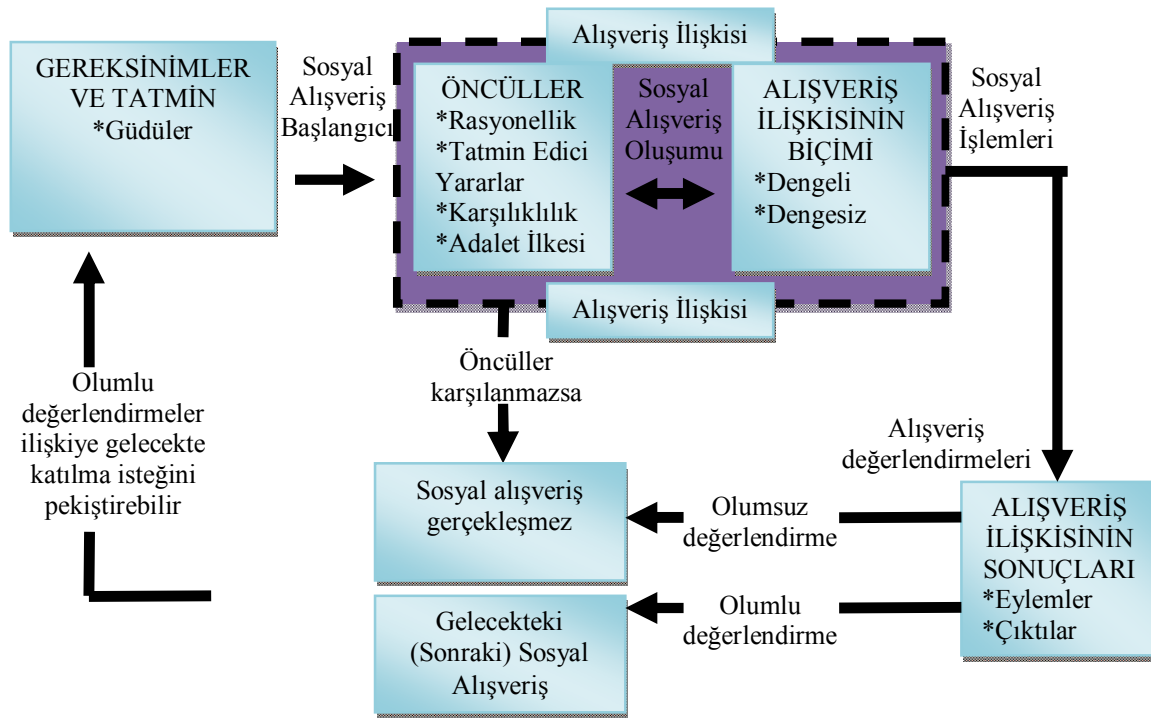 GEREKSİNİMLER
VE TATMİN
*Güdüler
Sosyal
Alışveriş
Başlangıcı
Alışveriş İlişkisi
ÖNCÜLLER
*Rasyonellik
*Tatmin Edici
Yararlar
*Karşılıklılık
*Adalet İlkesi
Sosyal
Alışveriş
Oluşumu
ALIŞVERİŞ
İLİŞKİSİNİN
BİÇİMİ
*Dengeli
*Dengesiz
Alışveriş İlişkisi
Sosyal
Alışveriş
İşlemleri
Öncüller
karşılanmazsa
Olumlu
değerlendirmeler
ilişkiye gelecekte
katılma isteğini
pekiştirebilir
Alışveriş
değerlendirmeleri
Sosyal alışveriş
gerçekleşmez
Olumsuz
değerlendirme
ALIŞVERİŞ
İLİŞKİSİNİN
SONUÇLARI
*Eylemler
*Çıktılar
Olumlu
değerlendirme
Gelecekteki
(Sonraki) Sosyal
Alışveriş